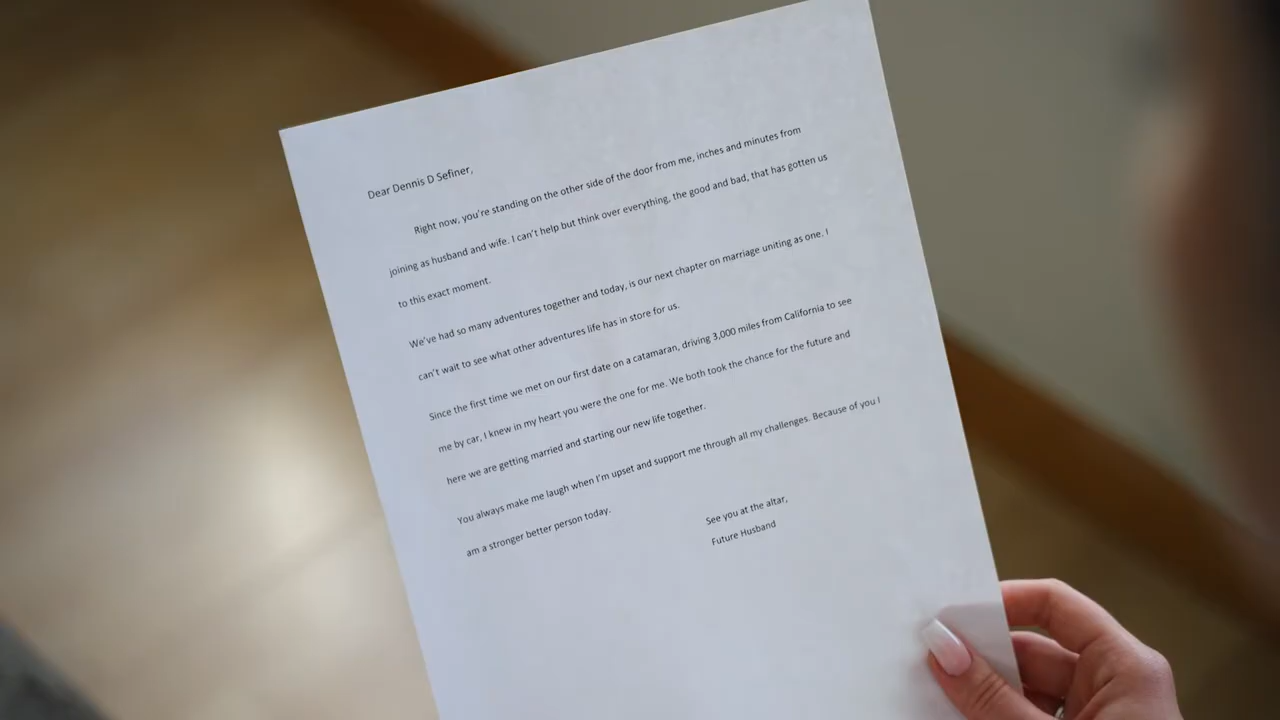 Dear Dennis D Sefiner,
Right now, you're standing on the other side of the door from me, inches and minutes from
joining as husband and wife. I can't help but think over everything, the good and bad, that has gotten us
to this exact moment.
We've had so many adventures together and today, is our next chapter on marriage uniting as one. I
can't wait to see what other adventures life has in store for us.
Since the first time we met on our first date on a catamaran, driving 3,000 miles from California to see
me by car, I knew in my heart you were the one for me. We both took the chance for the future and
here we are getting married and starting our new life together.
You always make me laugh when I'm upset and support me through all my challenges. Because of you I
am a stronger better person today.
See you at the altar,
Future Husband